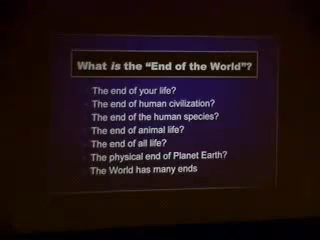 What is the “End of the World”?
The end of your life?
The end of human civilization?
The end of the human species?
The end of animal life?
The end of all life?
The physical end of Planet Earth?
The World has many ends